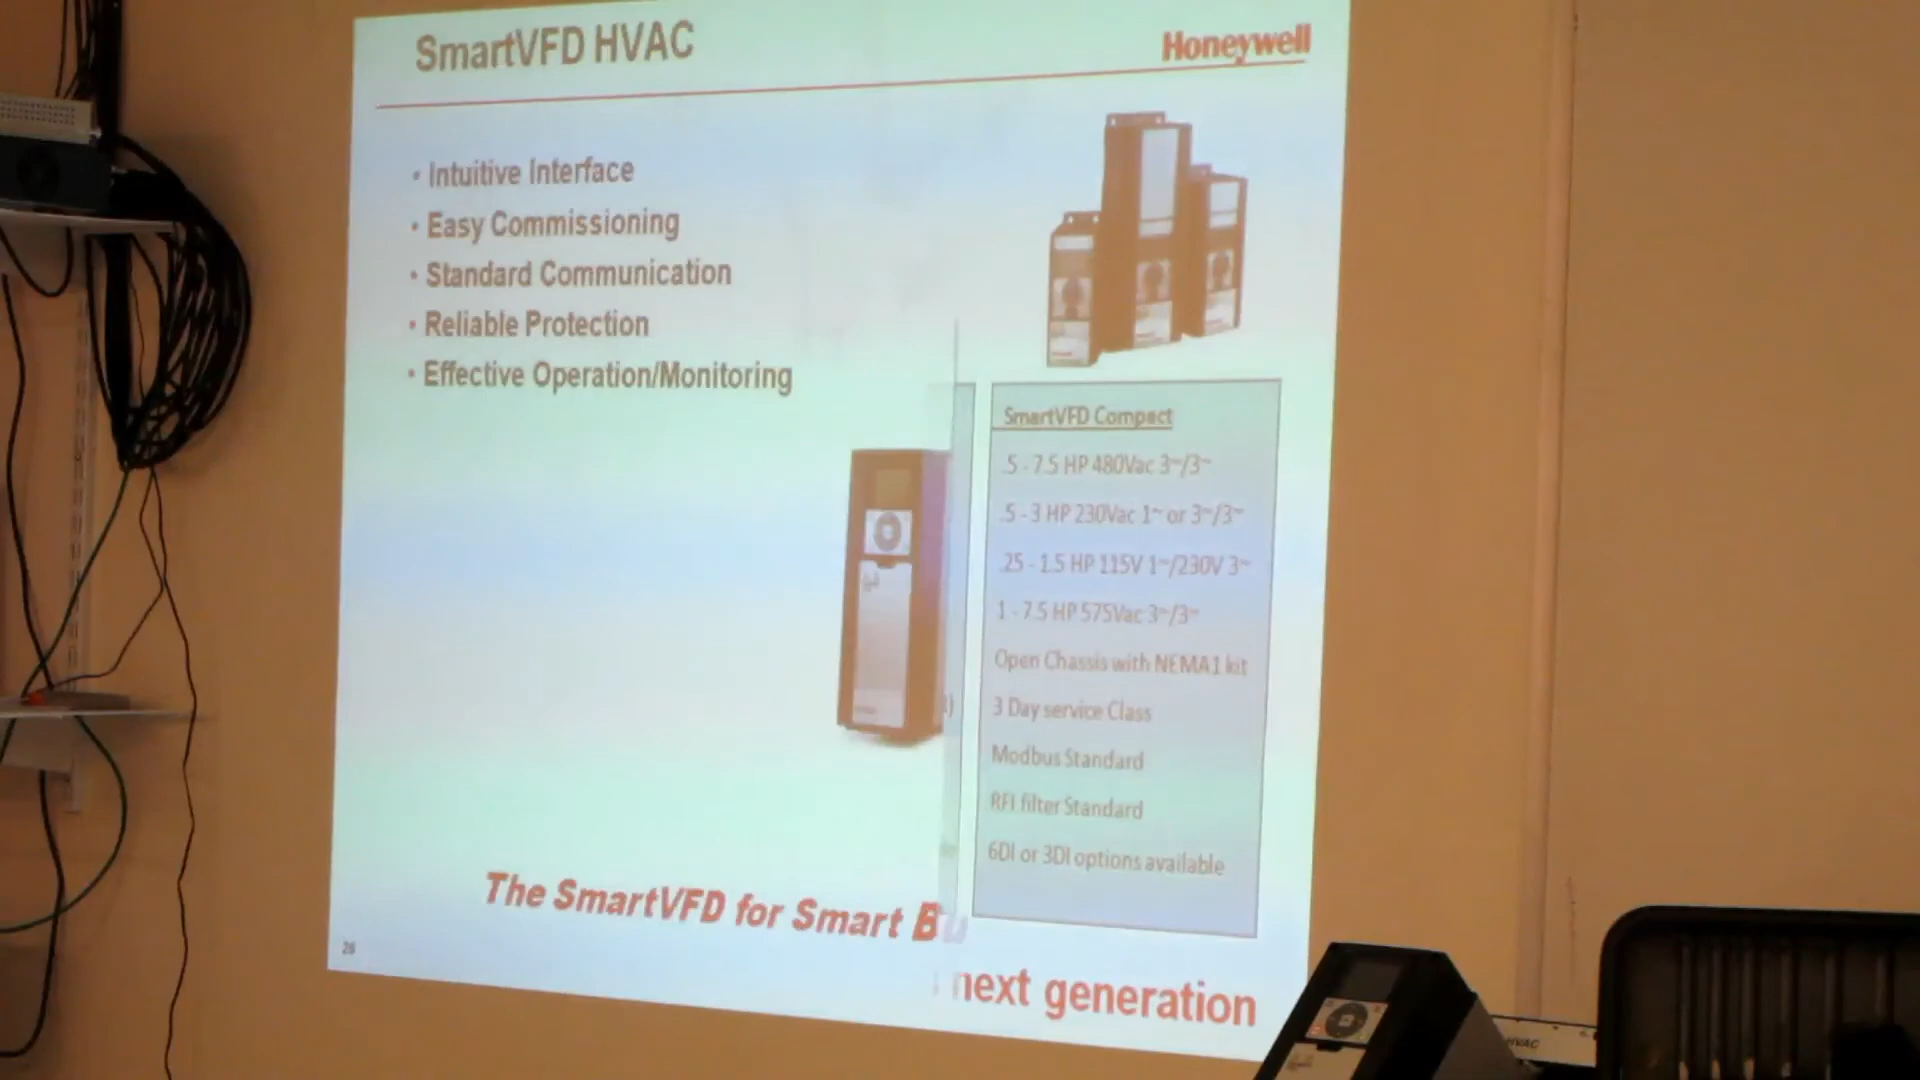 SmartVFD HVAC
Honeywell
• Intuitive Interface
• Easy Commissioning
• Standard Communication
• Reliable Protection
• Effective Operation/Monitoring
SmartVFD Compact
.5 - 7.5 HP 480Vac 3~/3~
.5 - 3 HP 230Vac 1~ or 3~/3~
.25 - 1.5 HP 115V 1~/230V 3~
1 - 7.5 HP 575Vac 3~/3~
Open Chassis with NEMA1 kit
3 Day service Class
Modbus Standard
RFI filter Standard
6DI or 3DI options available
The SmartVFD for Smart Bu
next generation
26
HVAC